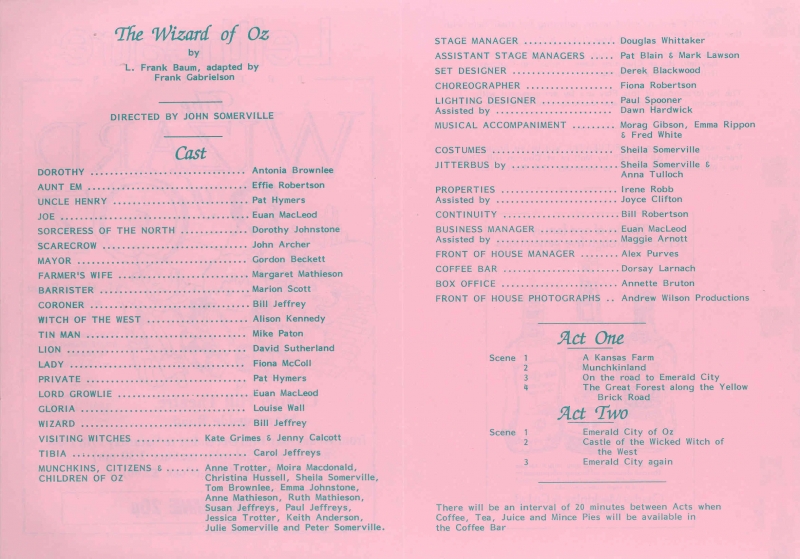 The Wizard of Oz
by
L. Frank Baum, adapted by
Frank Gabrielson
DIRECTED BY JOHN SOMERVILLE
Cast
DOROTHY .......... Antonia Brownlee
AUNT EM .......... Effie Robertson
UNCLE HENRY .......... Pat Hymers
JOE .......... Euan MacLeod
SORCERESS OF THE NORTH .......... Dorothy Johnstone
SCARECROW .......... John Archer
MAYOR .......... Gordon Beckett
FARMER'S WIFE .......... Margaret Mathieson
BARRISTER .......... Marion Scott
CORONER .......... Bill Jeffrey
WITCH OF THE WEST .......... Alison Kennedy
TIN MAN .......... Mike Paton
LION .......... David Sutherland
LADY .......... Fiona McColl
PRIVATE .......... Pat Hymers
LORD GROWLIE .......... Euan MacLeod
GLORIA .......... Louise Wall
WIZARD .......... Bill Jeffrey
VISITING WITCHES .......... Kate Grimes & Jenny Calcott
TIBIA .......... Carol Jeffreys
MUNCHKINS, CITIZENS & ....... Anne Trotter, Moira Macdonald,
CHILDREN OF OZ Christina Hussell, Sheila Somerville,
Tom Brownlee, Emma Johnstone,
Anne Mathieson, Ruth Mathieson,
Susan Jeffreys, Paul Jeffreys,
Jessica Trotter, Keith Anderson,
Julie Somerville and Peter Somerville.
STAGE MANAGER .......... Douglas Whittaker
ASSISTANT STAGE MANAGERS ..... Pat Blain & Mark Lawson
SET DESIGNER .......... Derek Blackwood
CHOREOGRAPHER .......... Fiona Robertson
LIGHTING DESIGNER .......... Paul Spooner
Assisted by .......... Dawn Hardwick
MUSICAL ACCOMPANIMENT ......... Morag Gibson, Emma Rippon
& Fred White
COSTUMES .......... Sheila Somerville
JITTERBUS by .......... Sheila Somerville &
Anna Tulloch
PROPERTIES .......... Irene Robb
Assisted by .......... Joyce Clifton
CONTINUITY .......... Bill Robertson
BUSINESS MANAGER .......... Euan MacLeod
Assisted by .......... Maggie Arnott
FRONT OF HOUSE MANAGER ....... Alex Purves
COFFEE BAR .......... Dorsay Larnach
BOX OFFICE .......... Annette Bruton
FRONT OF HOUSE PHOTOGRAPHS .. Andrew Wilson Productions
Act One
Scene 1 A Kansas Farm
2 Munchkinland
3 On the road to Emerald City
4 The Great Forest along the Yellow
Brick Road
Act Two
Scene 1 Emerald City of Oz
2 Castle of the Wicked Witch of
the West
3 Emerald City again
There will be an interval of 20 minutes between Acts when
Coffee, Tea, Juice and Mince Pies will be available in
the Coffee Bar